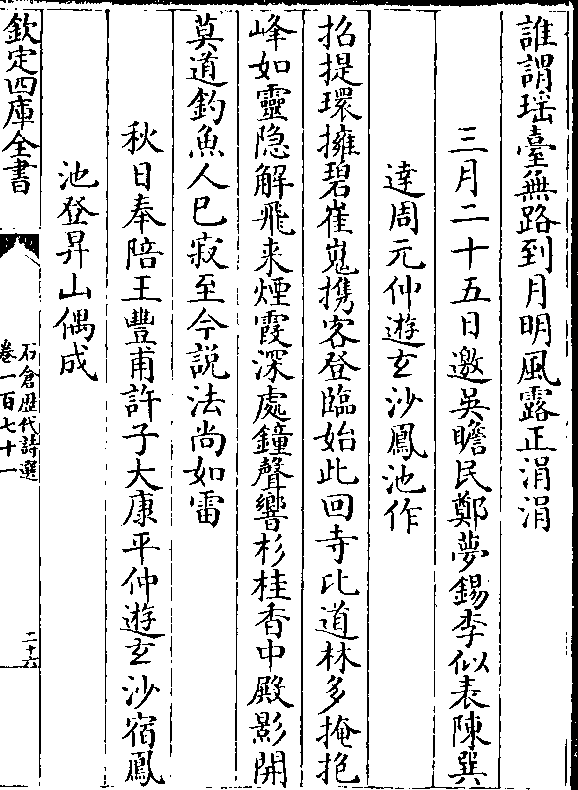 誰謂瑶臺無路到月明風露正涓涓
三月二十五日邀吳瞻民鄭夢錫李似表陳巽
達周元仲遊玄沙鳳池作
招提環擁碧崔嵬携客登臨始此回寺比道林多掩抱
峰如靈隐解飛来煙霞深處鐘聲響杉桂香中殿影開
莫道釣魚人已寂至今説法尚如雷
秋日奉陪王豐甫許子大康平仲遊玄沙宿鳳
池登昇山偶成
欽定四庫全書
石倉歴代詩選
卷一百七十一
二十六